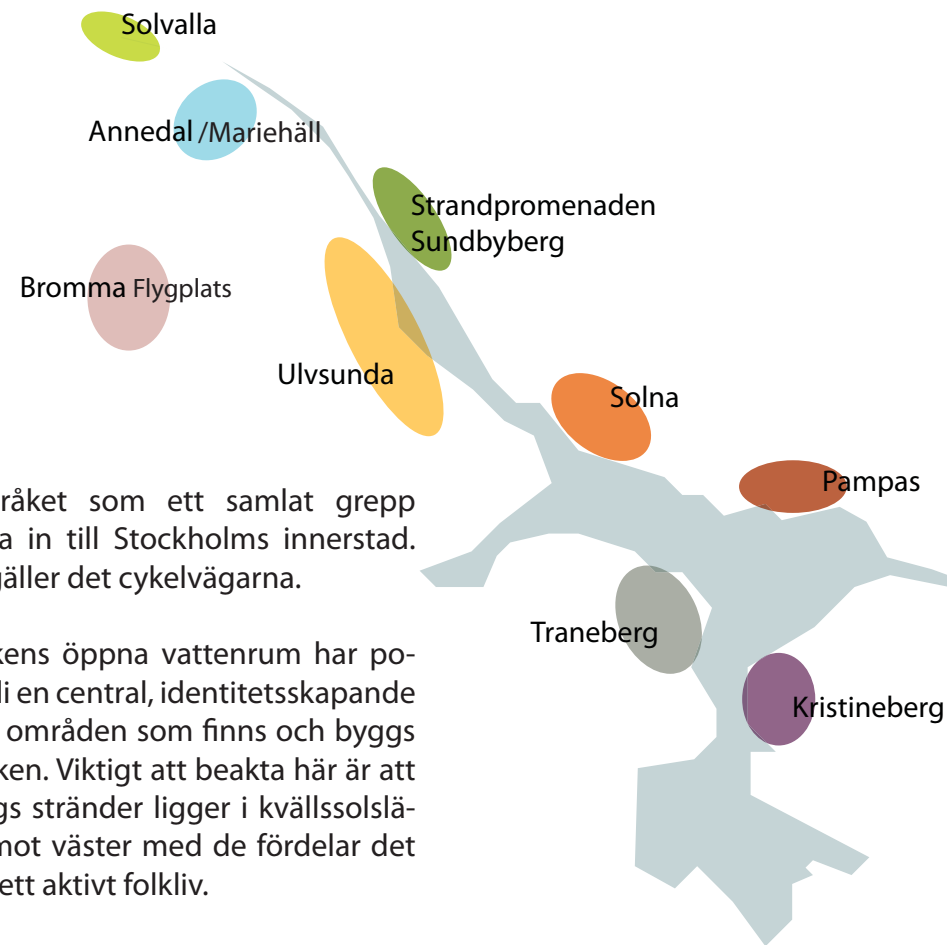 Solvalla
Annedal /Mariehäll
Strandpromenaden
Sundbyberg
Bromma Flygplats
Ulvsunda
Solna
Pampas
Traneberg
Kristineberg
råket som ett samlat grepp
a in till Stockholms innerstad.
gäller det cykelvägarna.
kens öppna vattenrum har po-
li en central, identitetsskapande
områden som finns och byggs
ken. Viktigt att beakta här är att
gs stränder ligger i kvällssolslä-
mot väster med de fördelar det
ett aktivt folkliv.